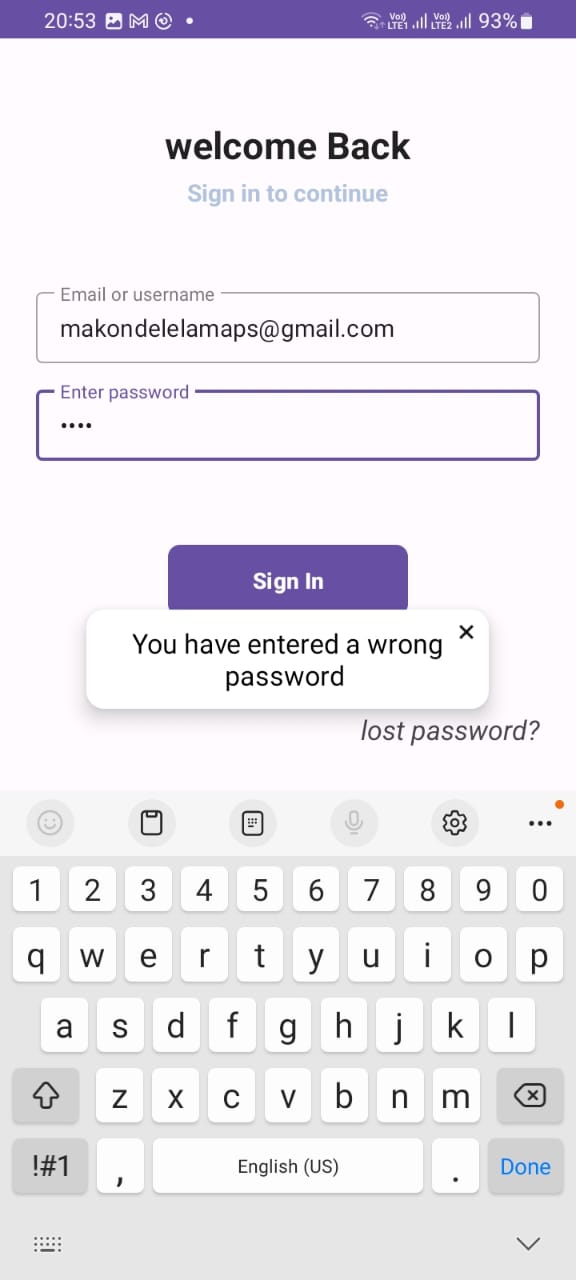 20:53
Vo)) LTE1 Vo)) LTE2 93%
welcome Back
Sign in to continue
Email or username
makondelelamaps@gmail.com
Enter password
••••
Sign In
You have entered a wrong
password
×
lost password?
1 2 3 4 5 6 7 8 9 0
q w e r t y u i o p
a s d f g h j k l
z x c v b n m
!#1 , English (US) . Done